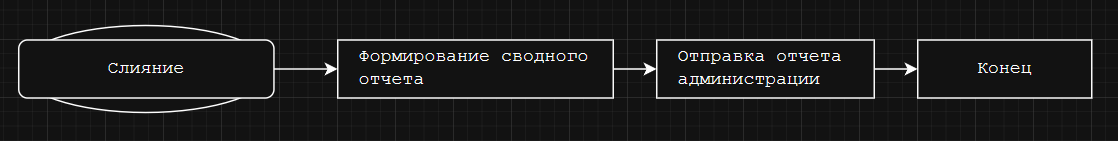 Слияние
Формирование сводного
отчета
Отправка отчета
администрации
Конец